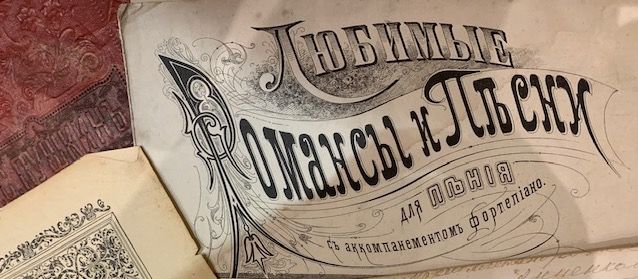 Любимые
Романсы и Пѣсни
для пѣнія
съ аккомпанементомъ фортепіано.